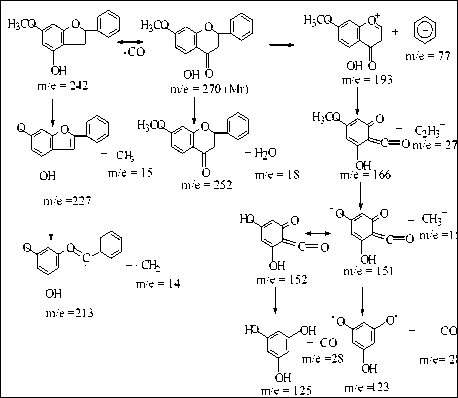 H₃CO
O
OH
m/e = 242
-CO
H₃CO
O
OH O
m/e = 270 (M+)
H₃CO
O+
OH O
m/e = 193
+
m/e = 77
O
O
OH
m/e =227
- CH₃
m/e = 15
H₃CO
O
O
m/e = 252
- H₂O
m/e = 18
H₃CO
O
C=O
OH
m/e = 166
- C₂H₃
m/e = 27
O
O
C
OH
m/e =213
- CH₂
m/e = 14
HO
O
C=O
OH
m/e = 152
O
O
C=O
OH
m/e = 151
- CH₃
HO
OH
OH
m/e = 125
- CO
m/e =28
O
O
OH
m/e =123
- CO